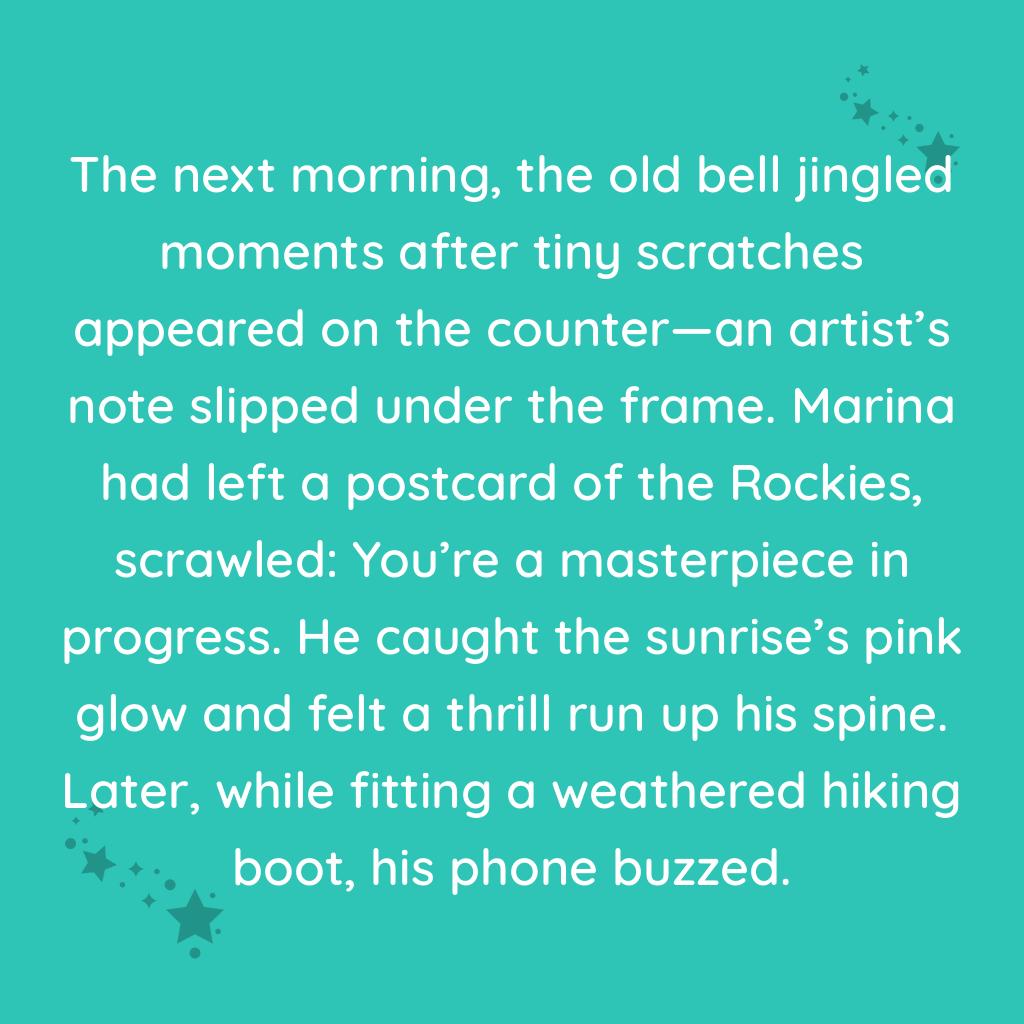 The next morning, the old bell jingled
moments after tiny scratches
appeared on the counter—an artist’s
note slipped under the frame. Marina
had left a postcard of the Rockies,
scrawled: You’re a masterpiece in
progress. He caught the sunrise’s pink
glow and felt a thrill run up his spine.
Later, while fitting a weathered hiking
boot, his phone buzzed.